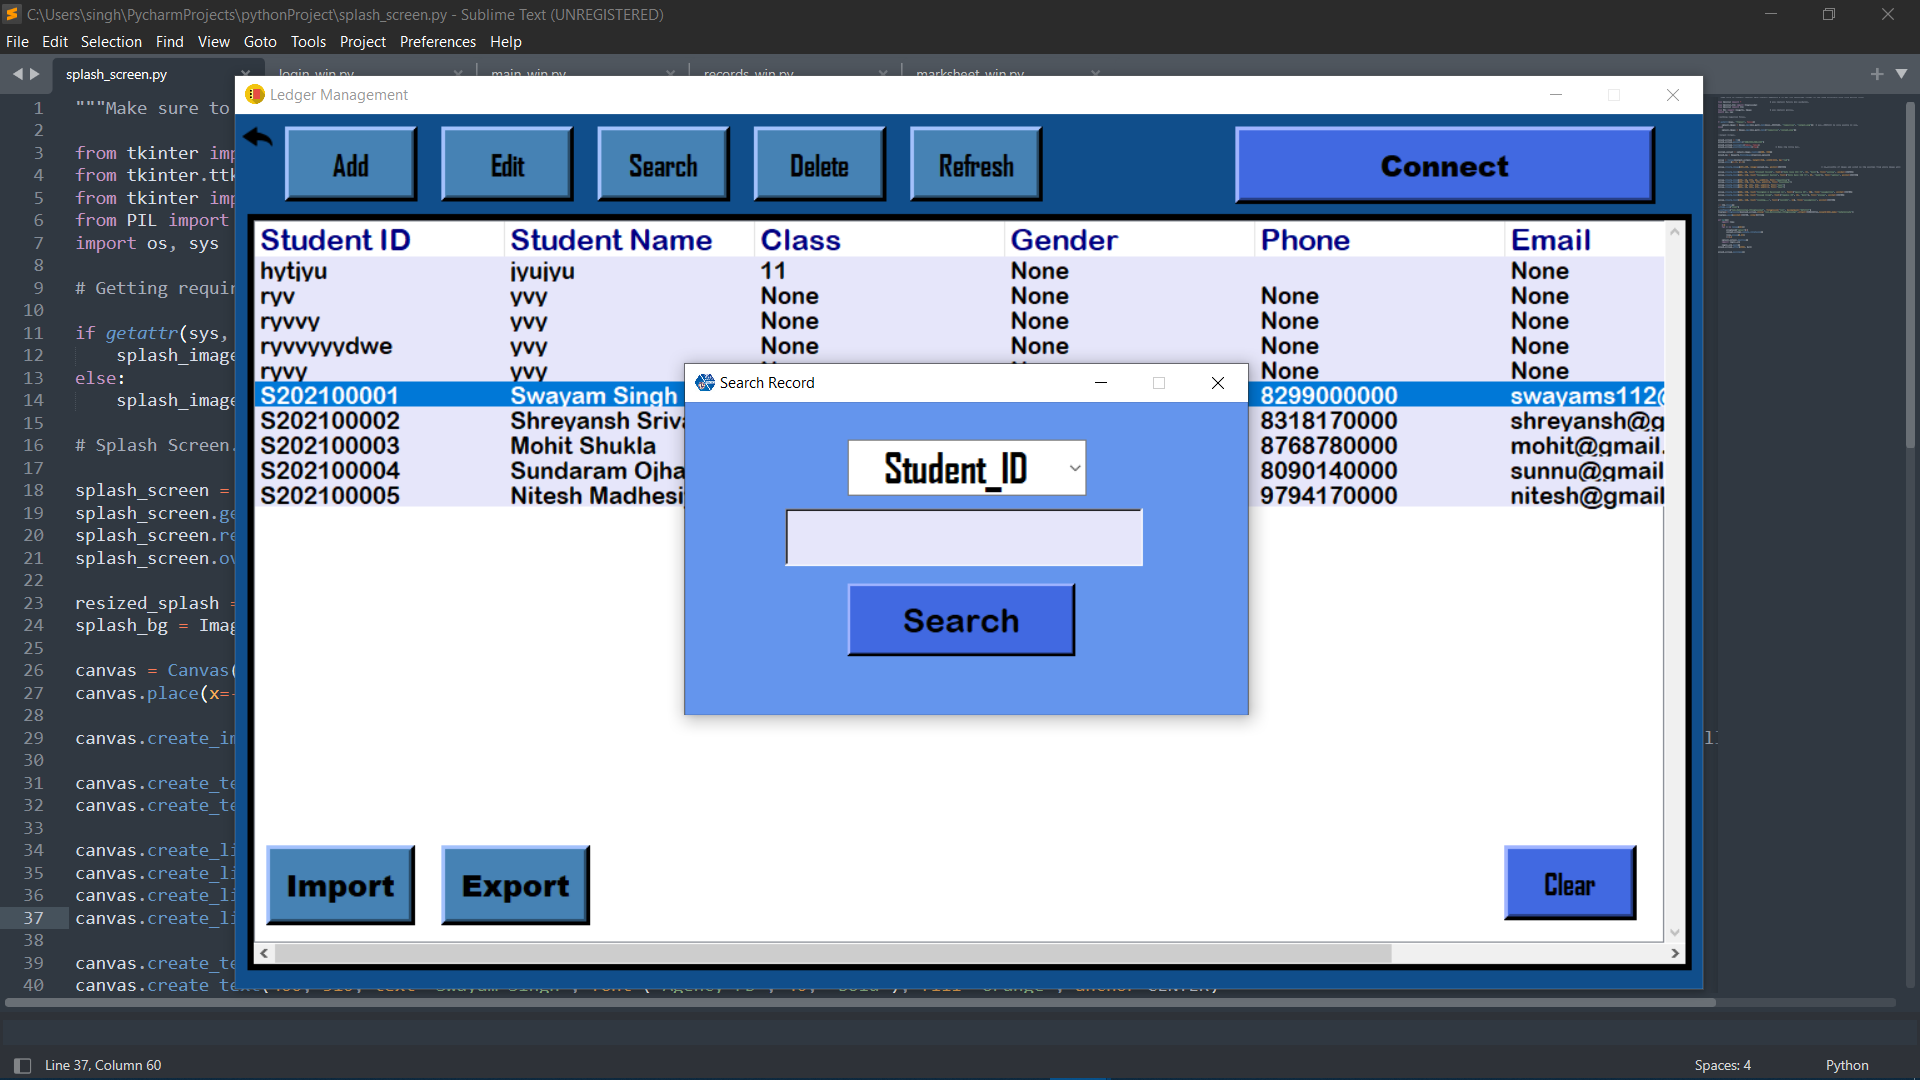 C:\Users\singh\PycharmProjects\pythonProject\splash_screen.py - Sublime Text (UNREGISTERED)
File Edit Selection Find View Goto Tools Project Preferences Help
splash_screen.py login_win.py main_win.py records_win.py marksheet_win.py
Ledger Management
Add Edit Search Delete Refresh Connect
Student ID Student Name Class Gender Phone Email
hytjyu jyujyu 11 None None
ryv yvy None None None None
ryvvy yvy None None None None
ryvvyyydwe yvy None None None None
ryvy yvy None None
S202100001 Swayam Singh 8299000000 swayams112@
S202100002 Shreyansh Sriva 8318170000 shreyansh@g
S202100003 Mohit Shukla 8768780000 mohit@gmail.
S202100004 Sundaram Ojha 8090140000 sunnu@gmail
S202100005 Nitesh Madhesi 9794170000 nitesh@gmail
Search Record
Student_ID
Search
Import Export Clear
1 """Make sure to
2
3 from tkinter imp
4 from tkinter.ttk
5 from tkinter imp
6 from PIL import
7 import os, sys
8
9 # Getting requir
10
11 if getattr(sys,
12 splash_image
13 else:
14 splash_image
15
16 # Splash Screen.
17
18 splash_screen =
19 splash_screen.ge
20 splash_screen.re
21 splash_screen.ov
22
23 resized_splash =
24 splash_bg = Imag
25
26 canvas = Canvas(
27 canvas.place(x=-
28
29 canvas.create_im
30
31 canvas.create_te
32 canvas.create_te
33
34 canvas.create_li
35 canvas.create_li
36 canvas.create_li
37 canvas.create_li
38
39 canvas.create_te
40 canvas.create_te
Line 37, Column 60
Spaces: 4 Python